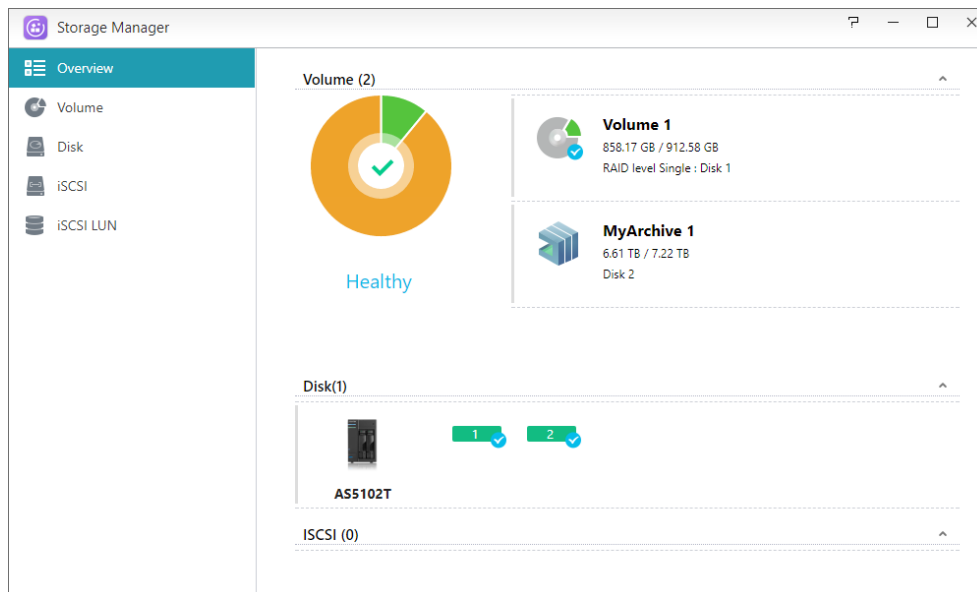 Storage Manager
Overview
Volume
Disk
iSCSI
iSCSI LUN
Volume (2)
Healthy
Volume 1
858.17 GB / 912.58 GB
RAID level Single : Disk 1
MyArchive 1
6.61 TB / 7.22 TB
Disk 2
Disk(1)
1 2
AS5102T
ISCSI (0)